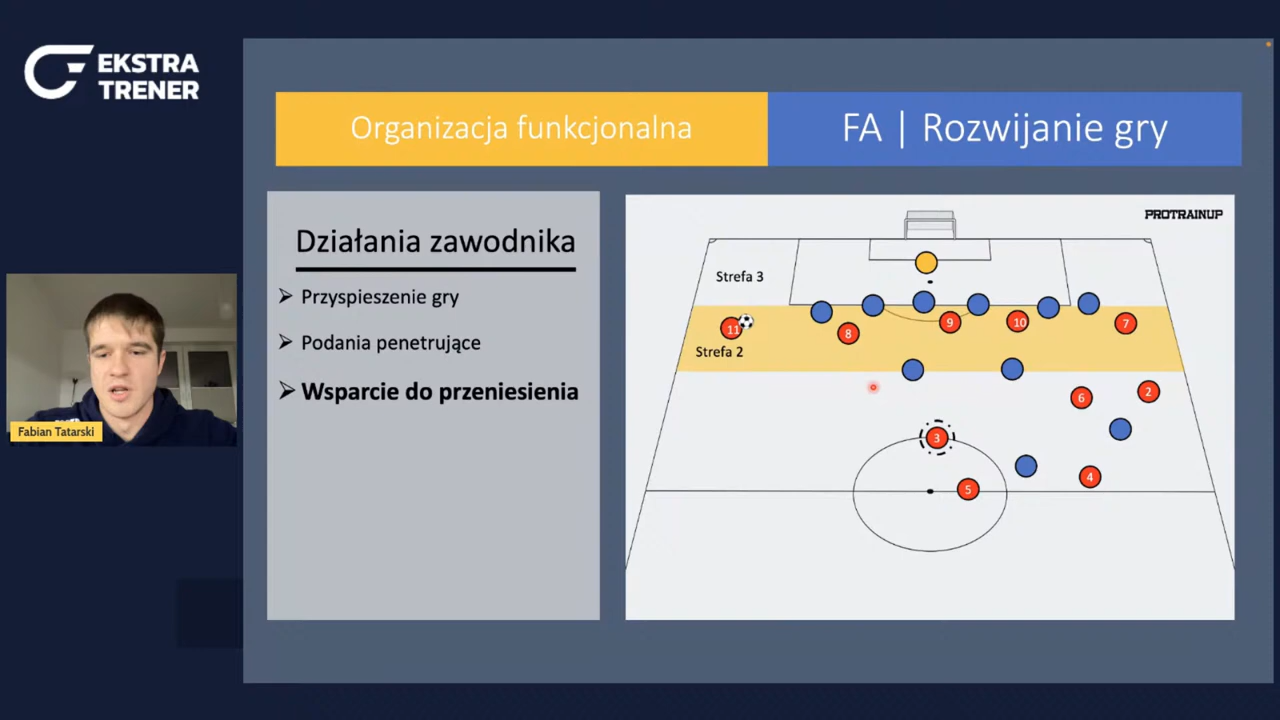 EKSTRA
TRENER
Organizacja funkcjonalna
FA | Rozwijanie gry
Działania zawodnika
Przyspieszenie gry
Podania penetrujące
Wsparcie do przeniesienia
PROTRAINUP
Strefa 3
11
8
9
10
7
Strefa 2
6
2
3
4
5
Fabian Tatarski